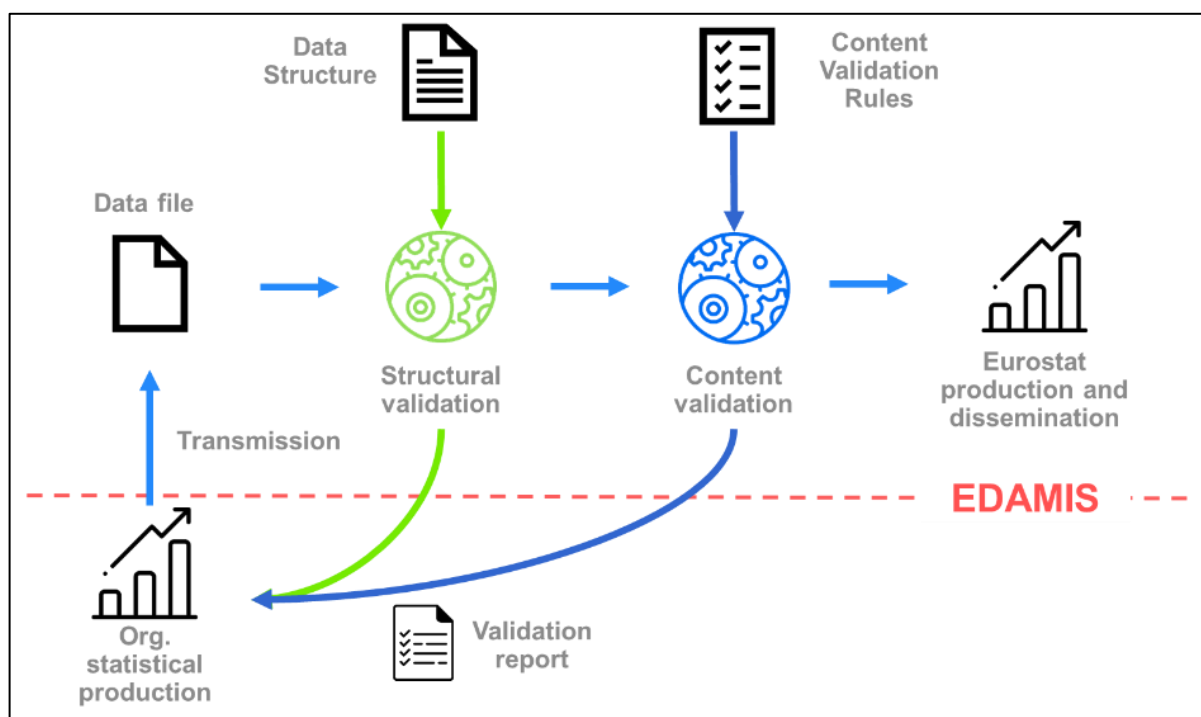 Data
Structure
Content
Validation
Rules
Data file
Structural
validation
Content
validation
Eurostat
production and
dissemination
Transmission
EDAMIS
Org.
statistical
production
Validation
report